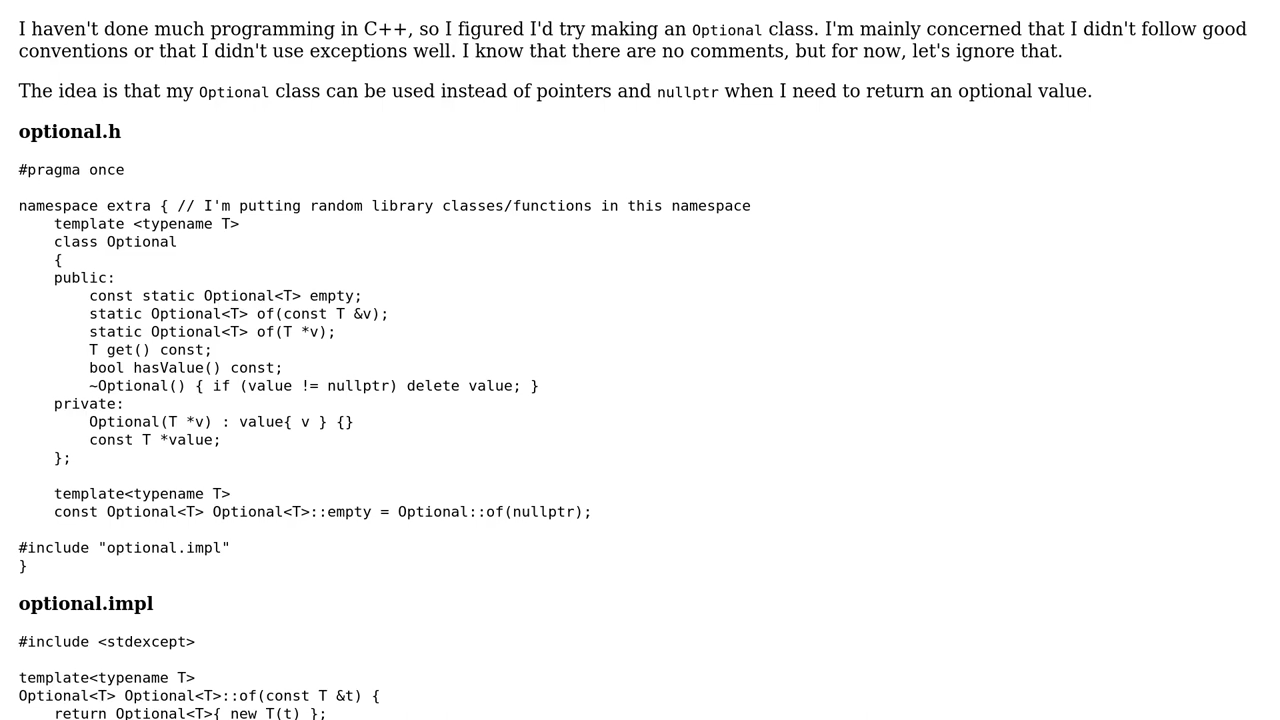 I haven't done much programming in C++, so I figured I'd try making an Optional class. I'm mainly concerned that I didn't follow good
conventions or that I didn't use exceptions well. I know that there are no comments, but for now, let's ignore that.
The idea is that my Optional class can be used instead of pointers and nullptr when I need to return an optional value.
optional.h
#pragma once
namespace extra { // I'm putting random library classes/functions in this namespace
    template <typename T>
    class Optional
    {
    public:
        const static Optional<T> empty;
        static Optional<T> of(const T &v);
        static Optional<T> of(T *v);
        T get() const;
        bool hasValue() const;
        ~Optional() { if (value != nullptr) delete value; }
    private:
        Optional(T *v) : value{ v } {}
        const T *value;
    };
    template<typename T>
    const Optional<T> Optional<T>::empty = Optional::of(nullptr);
#include "optional.impl"
}
optional.impl
#include <stdexcept>
template<typename T>
Optional<T> Optional<T>::of(const T &t) {
    return Optional<T>{ new T(t) };